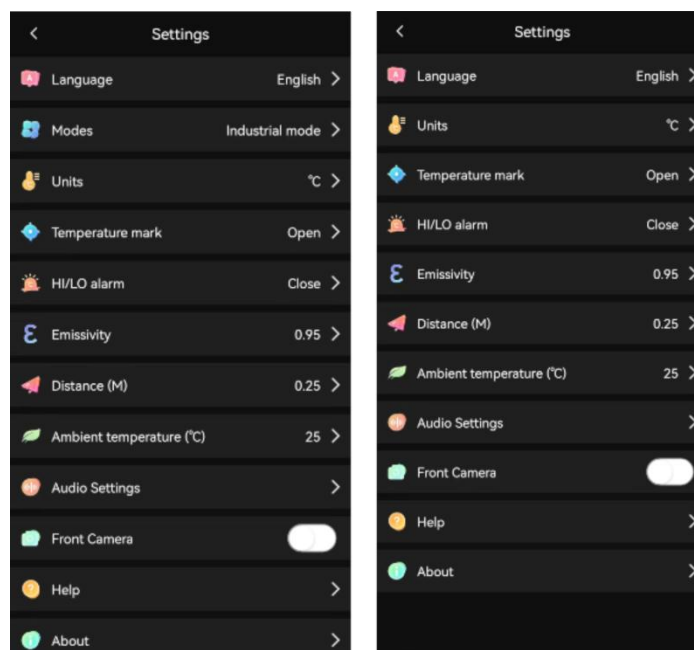 Settings
Language English
Modes Industrial mode
Units °C
Temperature mark Open
HI/LO alarm Close
Emissivity 0.95
Distance (M) 0.25
Ambient temperature (°C) 25
Audio Settings
Front Camera
Help
About
Settings
Language English
Units °C
Temperature mark Open
HI/LO alarm Close
Emissivity 0.95
Distance (M) 0.25
Ambient temperature (°C) 25
Audio Settings
Front Camera
Help
About